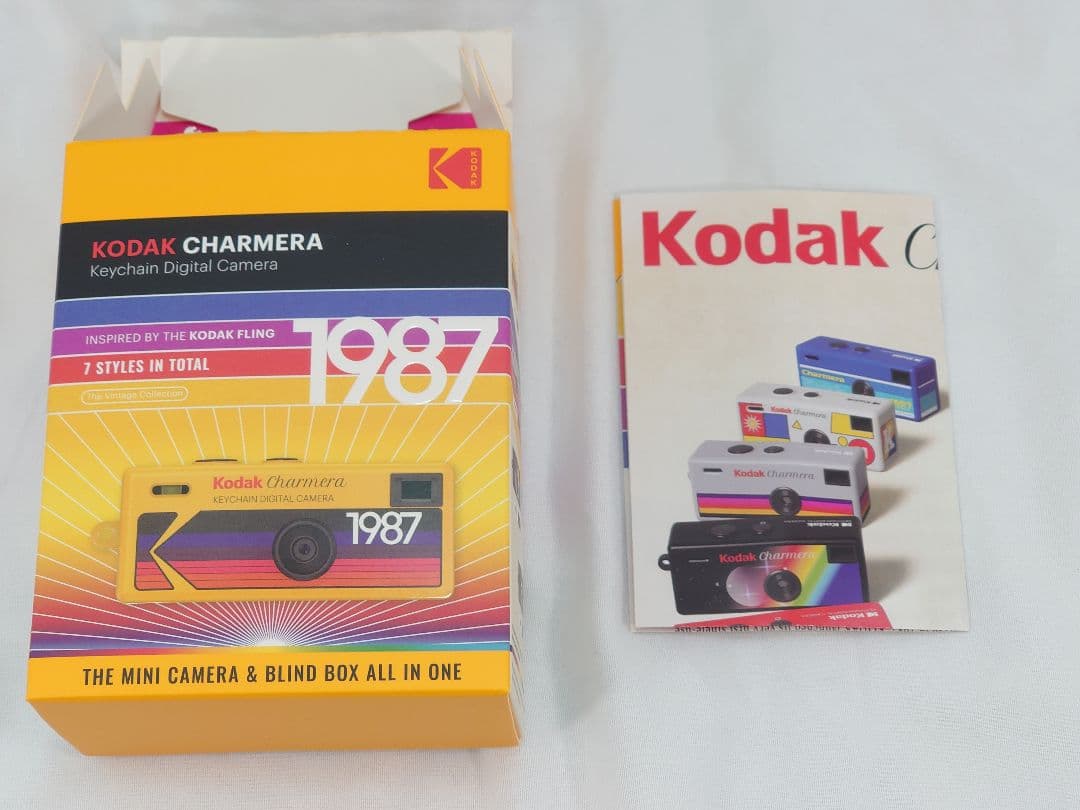 KODAK
KODAK CHARMERA
Keychain Digital Camera
INSPIRED BY THE KODAK FLING
1987
7 STYLES IN TOTAL
The Vintage Collection
Kodak Charmera
KEYCHAIN DIGITAL CAMERA
1987
THE MINI CAMERA & BLIND BOX ALL IN ONE
Kodak C
Charmera
Kodak Charmera
Kodak Charmera
Kodak
Kodak Charmera
Kodak